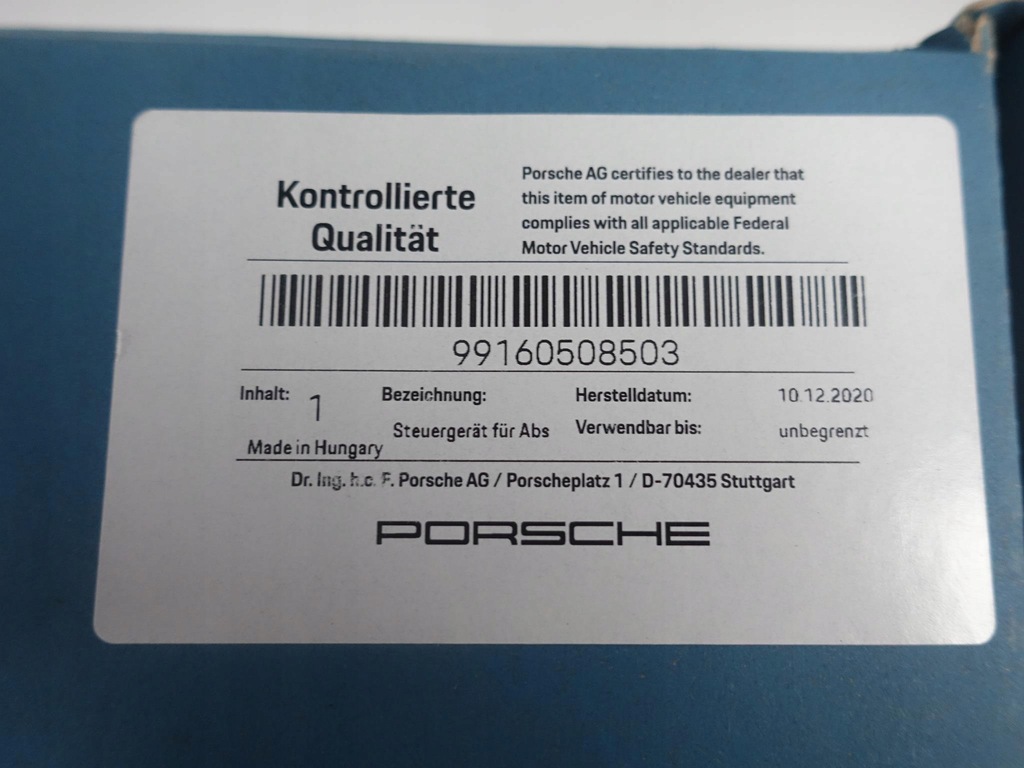 Kontrollierte
Qualität
Porsche AG certifies to the dealer that
this item of motor vehicle equipment
complies with all applicable Federal
Motor Vehicle Safety Standards.
99160508503
Inhalt: 1
Bezeichnung:
Herstelldatum: 10.12.2020
Steuergerät für Abs
Verwendbar bis: unbegrenzt
Made in Hungary
Dr. Ing. h.c. F. Porsche AG / Porscheplatz 1 / D-70435 Stuttgart
PORSCHE